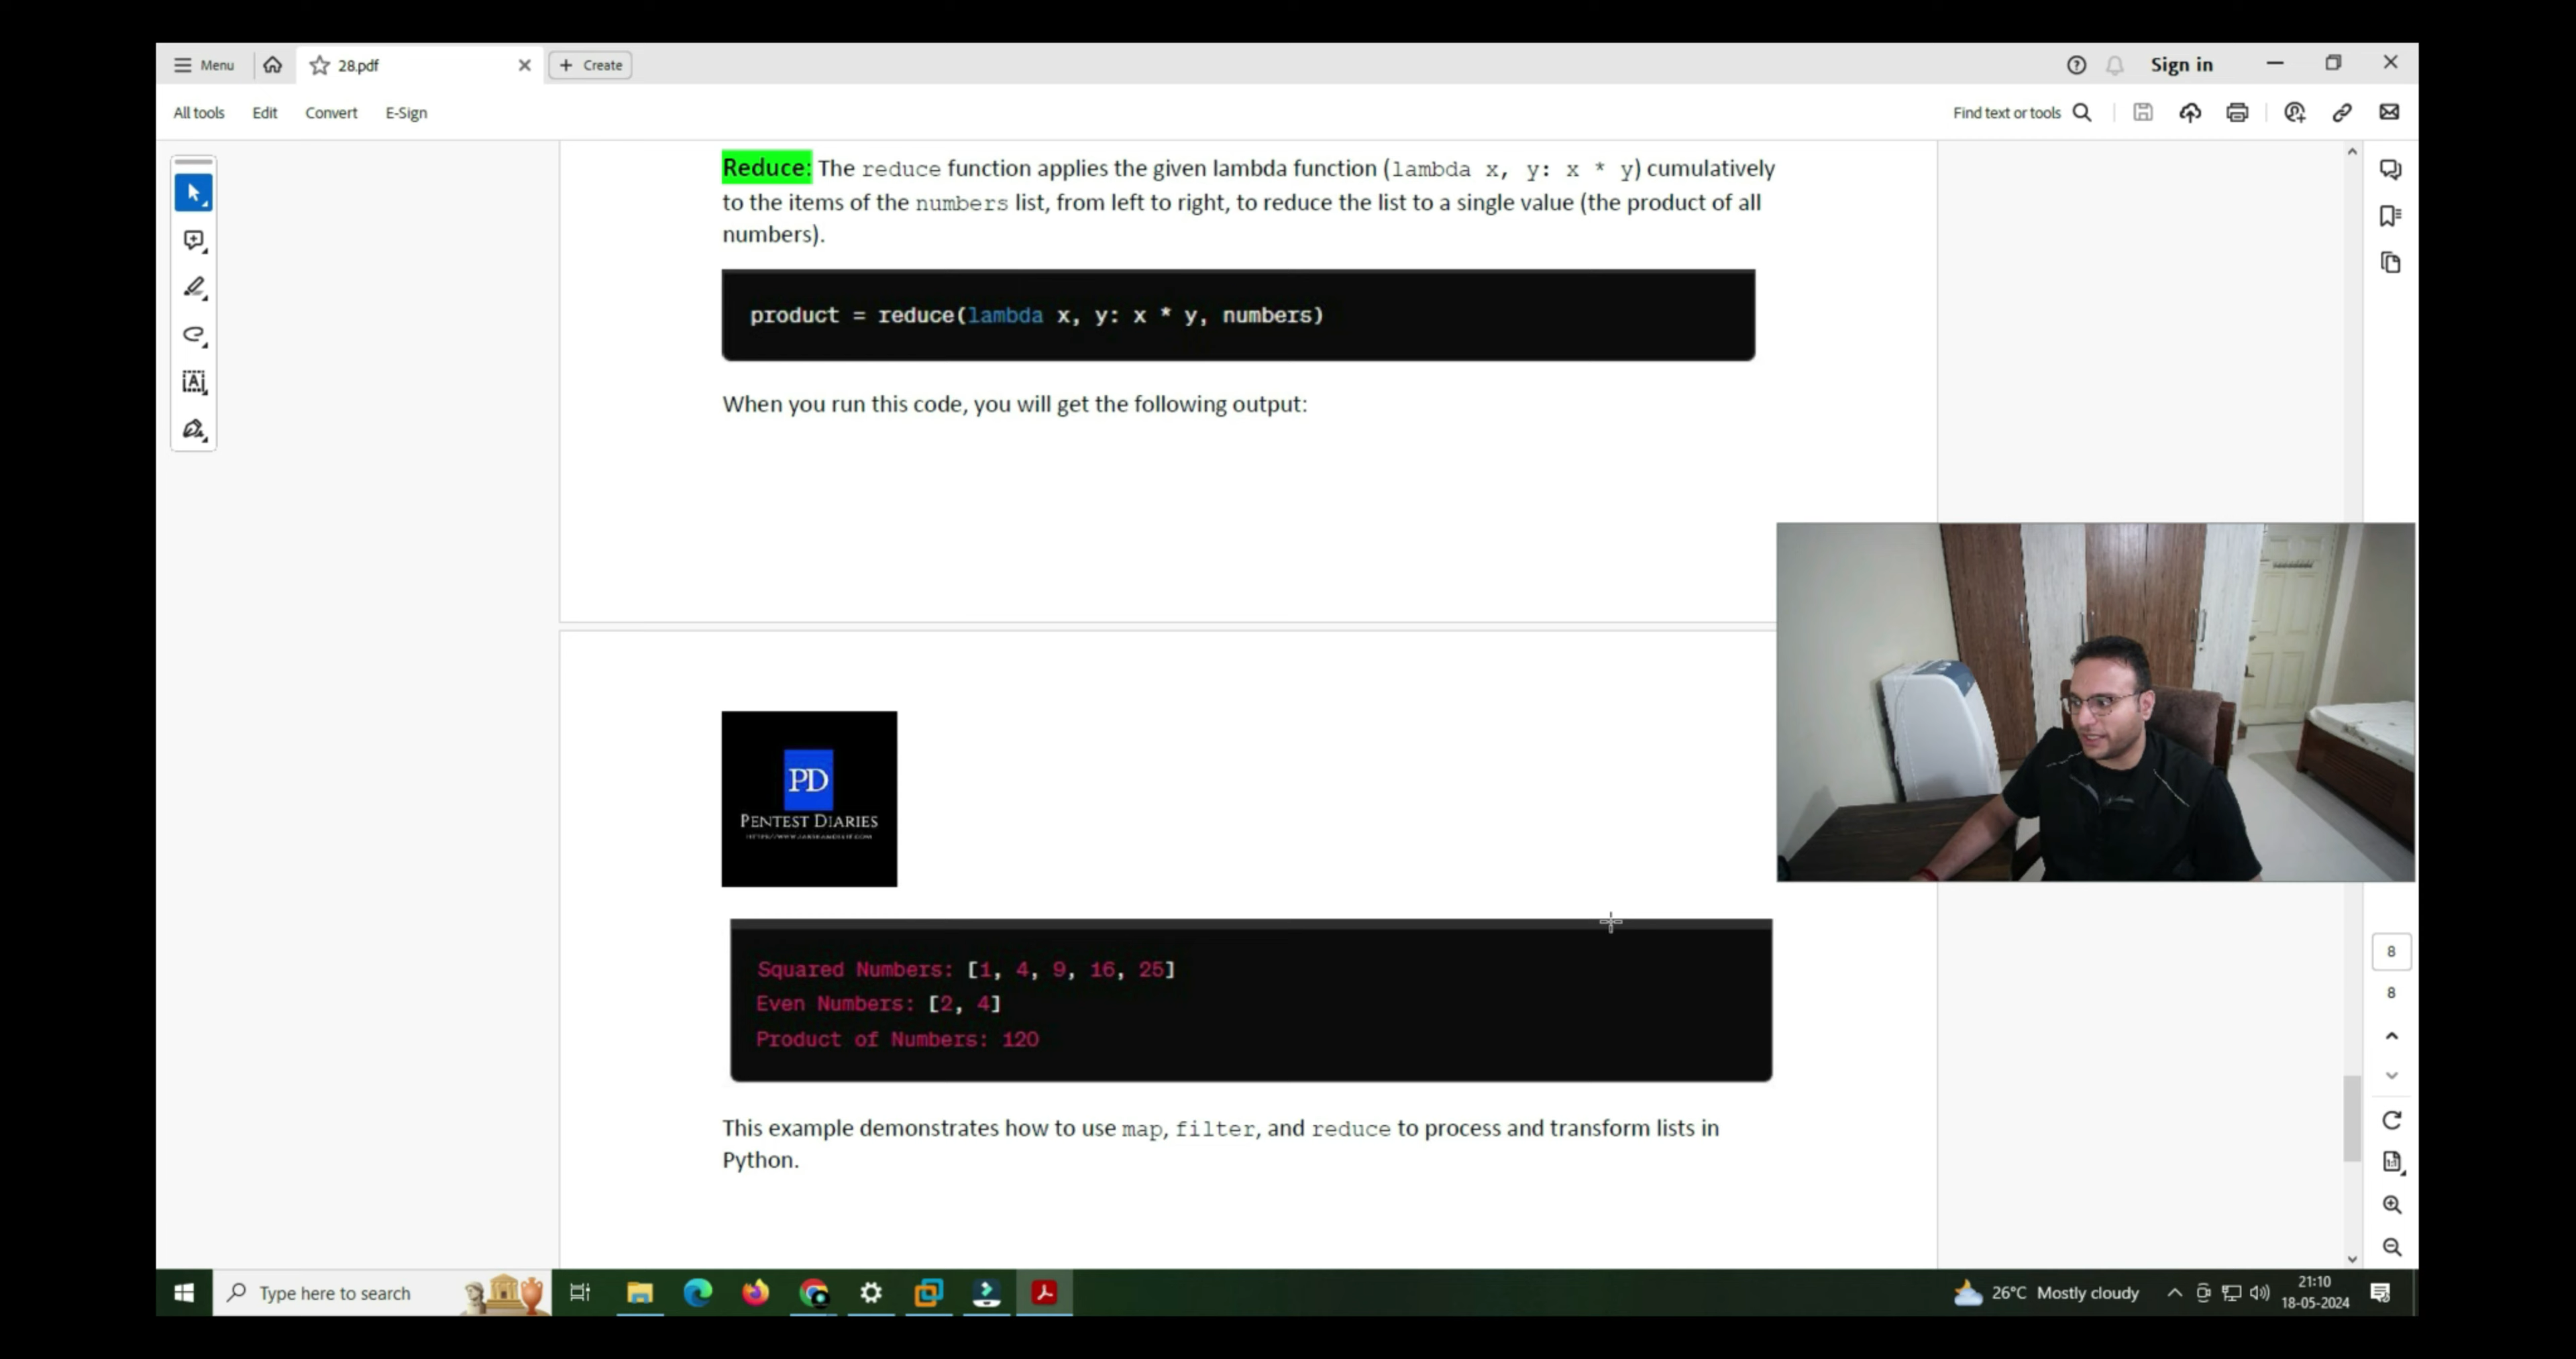 Menu
28.pdf
Create
Sign in
All tools
Edit
Convert
E-Sign
Find text or tools
Reduce: The reduce function applies the given lambda function (lambda x, y: x * y) cumulatively
to the items of the numbers list, from left to right, to reduce the list to a single value (the product of all
numbers).
product = reduce(lambda x, y: x * y, numbers)
When you run this code, you will get the following output:
PD
PENTEST DIARIES
Squared Numbers: [1, 4, 9, 16, 25]
Even Numbers: [2, 4]
Product of Numbers: 120
This example demonstrates how to use map, filter, and reduce to process and transform lists in
Python.
8
8
Type here to search
26°C Mostly cloudy
21:10
18-05-2024